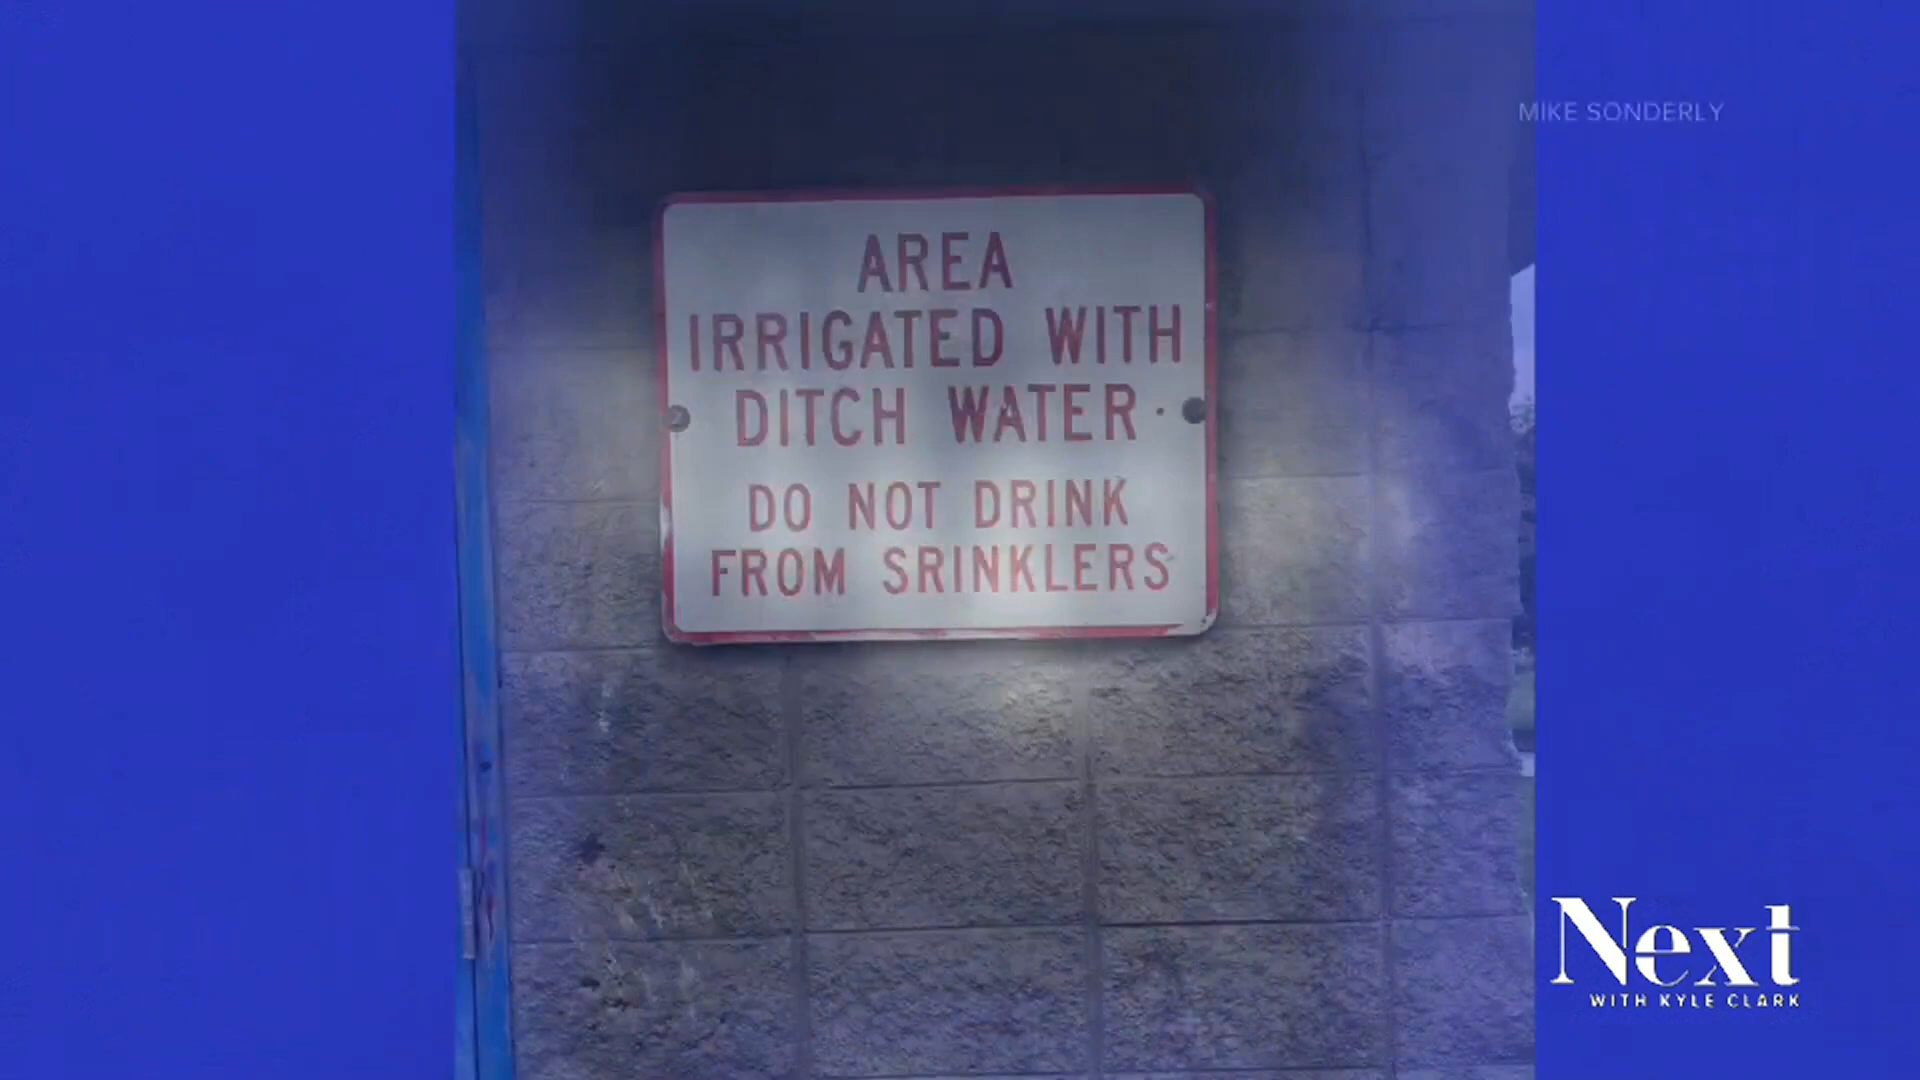 MIKE SONDERLY
AREA
IRRIGATED WITH
DITCH WATER.
DO NOT DRINK
FROM SRINKLERS
Next
WITH KYLE CLARK